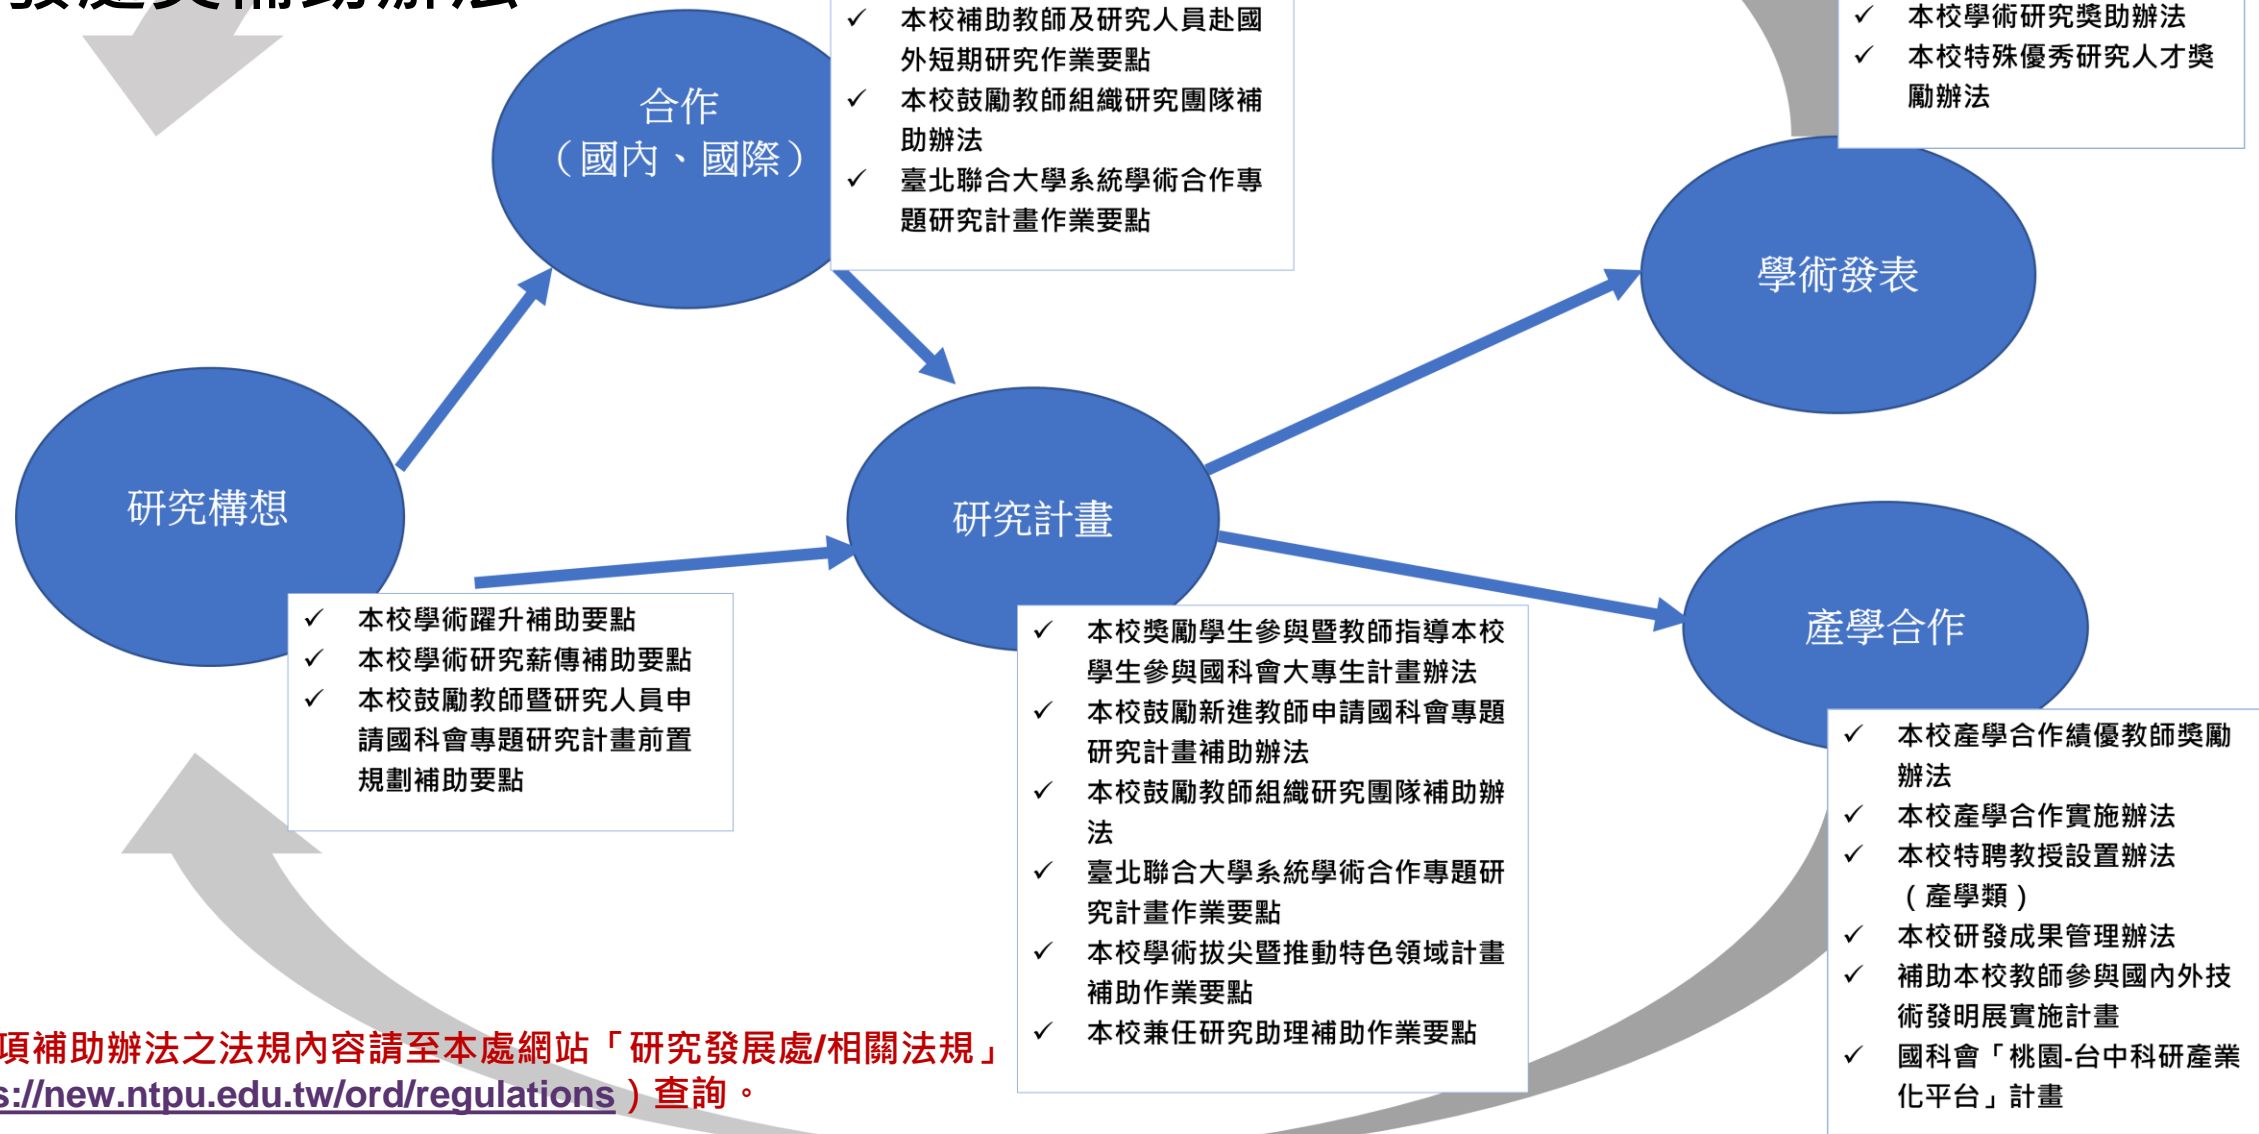 補助辦法
✓ 本校補助教師及研究人員赴國
外短期研究作業要點
✓ 本校鼓勵教師組織研究團隊補
助辦法
✓ 臺北聯合大學系統學術合作專
題研究計畫作業要點
合作
（國內、國際）
✓ 本校學術研究獎助辦法
✓ 本校特殊優秀研究人才獎
勵辦法
學術發表
研究構想
✓ 本校學術躍升補助要點
✓ 本校學術研究薪傳補助要點
✓ 本校鼓勵教師暨研究人員申
請國科會專題研究計畫前置
規劃補助要點
研究計畫
✓ 本校獎勵學生參與暨教師指導本校
學生參與國科會大專生計畫辦法
✓ 本校鼓勵新進教師申請國科會專題
研究計畫補助辦法
✓ 本校鼓勵教師組織研究團隊補助辦
法
✓ 臺北聯合大學系統學術合作專題研
究計畫作業要點
✓ 本校學術拔尖暨推動特色領域計畫
補助作業要點
✓ 本校兼任研究助理補助作業要點
產學合作
✓ 本校產學合作績優教師獎勵
辦法
✓ 本校產學合作實施辦法
✓ 本校特聘教授設置辦法
（產學類）
✓ 本校研發成果管理辦法
✓ 補助本校教師參與國內外技
術發明展實施計畫
✓ 國科會「桃園-台中科研產業
化平台」計畫
項補助辦法之法規內容請至本處網站「研究發展處/相關法規」
s://new.ntpu.edu.tw/ord/regulations）查詢。